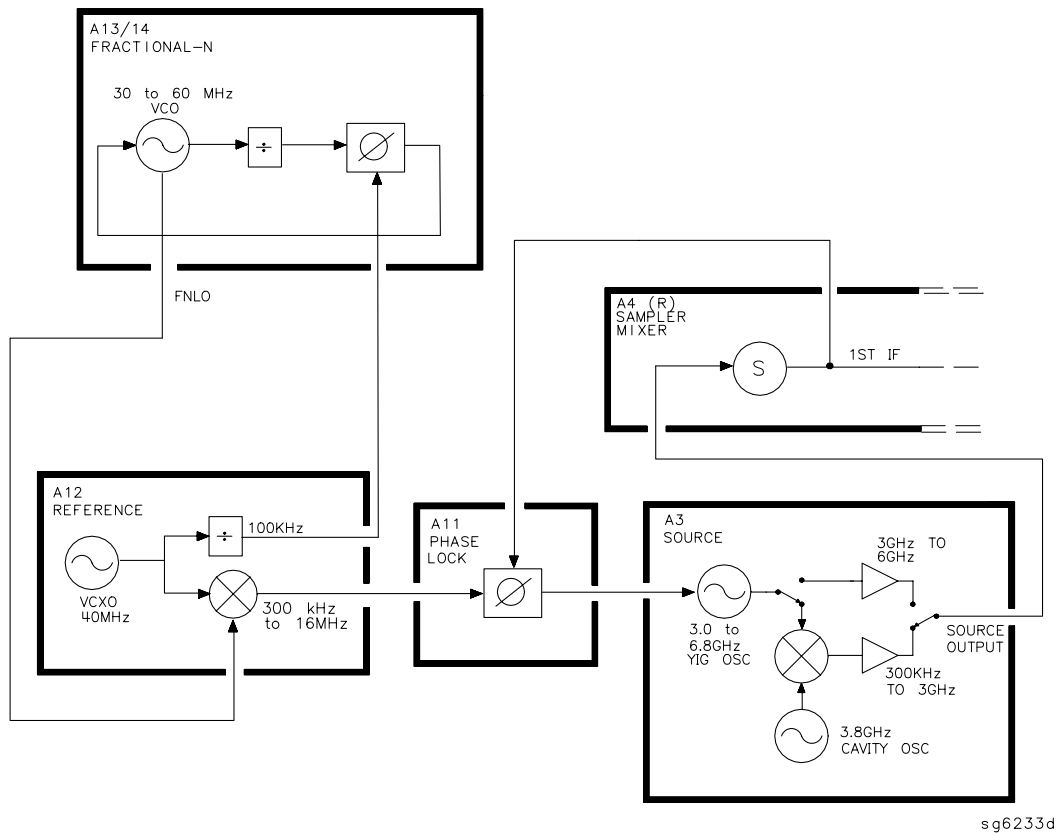 A13/14
FRACTIONAL-N
30 to 60 MHz
VCO
÷
FNLO
A4 (R)
SAMPLER
MIXER
S
1ST IF
A12
REFERENCE
÷
100KHz
VCXO
40MHz
300 kHz
to 16MHz
A11
PHASE
LOCK
A3
SOURCE
3GHz TO
6GHz
3.0 to
6.8GHz
YIG OSC
SOURCE
OUTPUT
300KHz
TO 3GHz
3.8GHz
CAVITY OSC
sg6233d